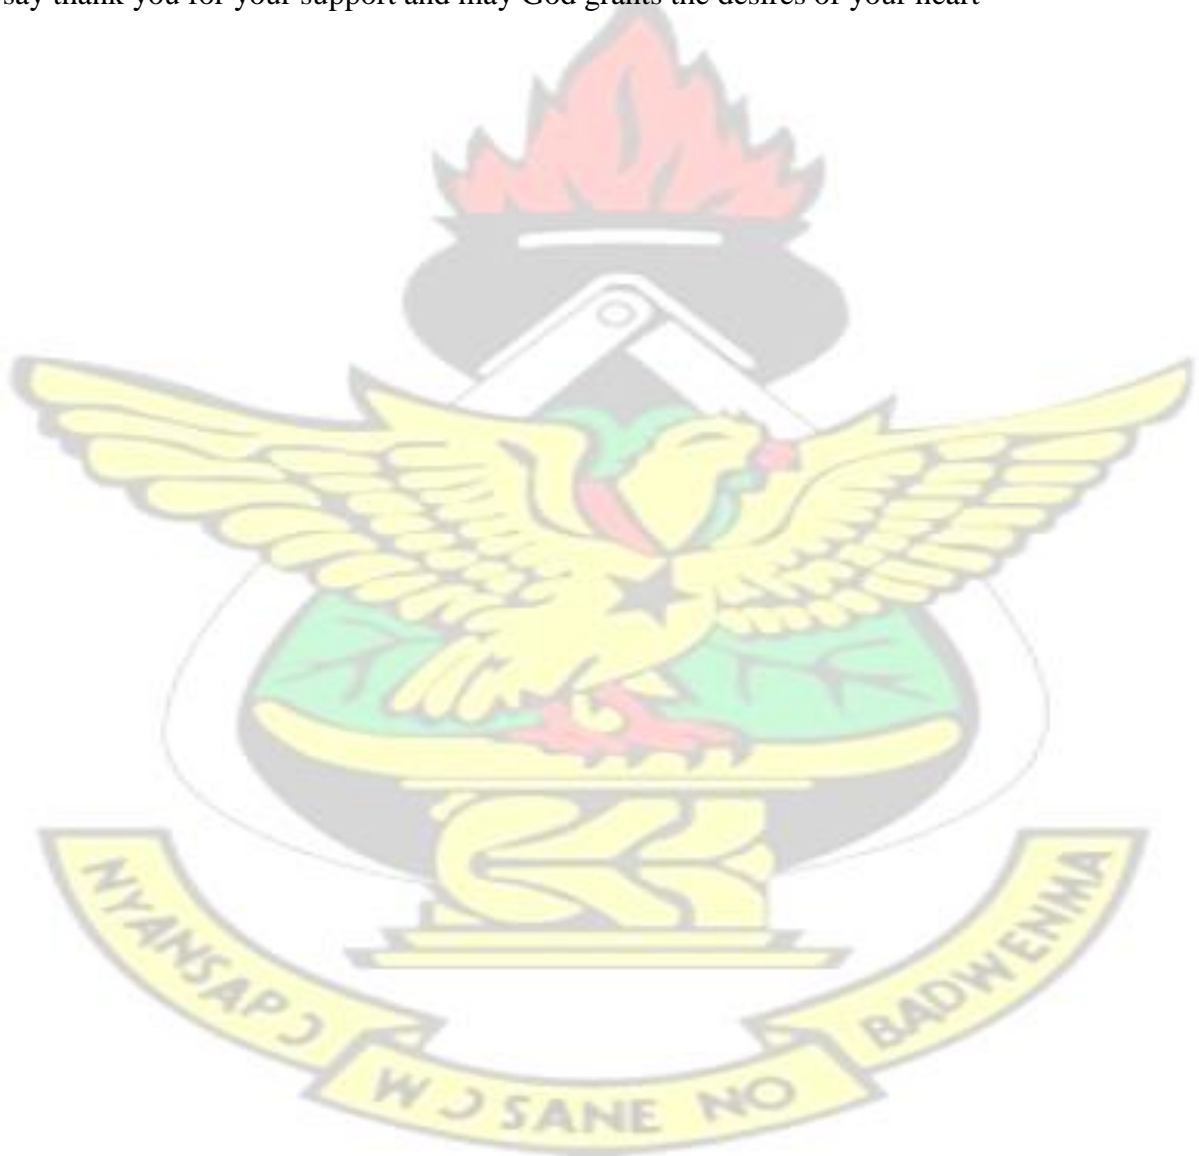 say thank you for your support and may God grants the desires of your heart
NYANSAPƆ
WƆSANE NO
BADWENMA